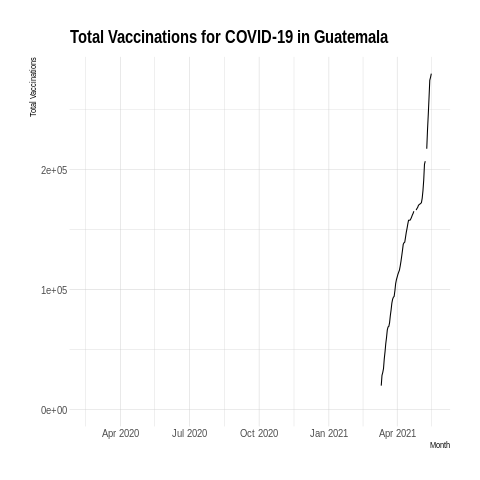 Total Vaccinations for COVID-19 in Guatemala
Total Vaccinations
2e+05
1e+05
0e+00
Apr 2020 Jul 2020 Oct 2020 Jan 2021 Apr 2021
Month